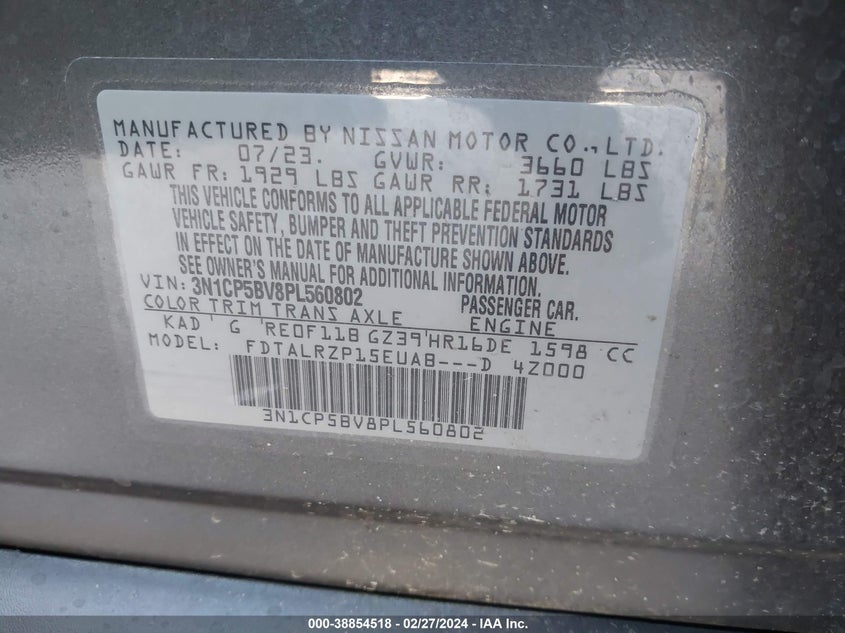 MANUFACTURED BY NISSAN MOTOR CO., LTD.
DATE: 07/23. GVWR: 3660 LBS
GAWR FR: 1929 LBS GAWR RR: 1731 LBS
THIS VEHICLE CONFORMS TO ALL APPLICABLE FEDERAL MOTOR
VEHICLE SAFETY, BUMPER AND THEFT PREVENTION STANDARDS
IN EFFECT ON THE DATE OF MANUFACTURE SHOWN ABOVE.
SEE OWNER'S MANUAL FOR ADDITIONAL INFORMATION.
VIN: 3N1CP5BV8PL560802 PASSENGER CAR.
COLOR TRIM TRANS AXLE ENGINE
KAD ' G 'RE0F11B GZ39'HR16DE 1598 CC
MODEL: FDTALRZP15EUAB---D 4Z000
3N1CP5BV8PL560802
000-38854518 - 02/27/2024 - IAA Inc.